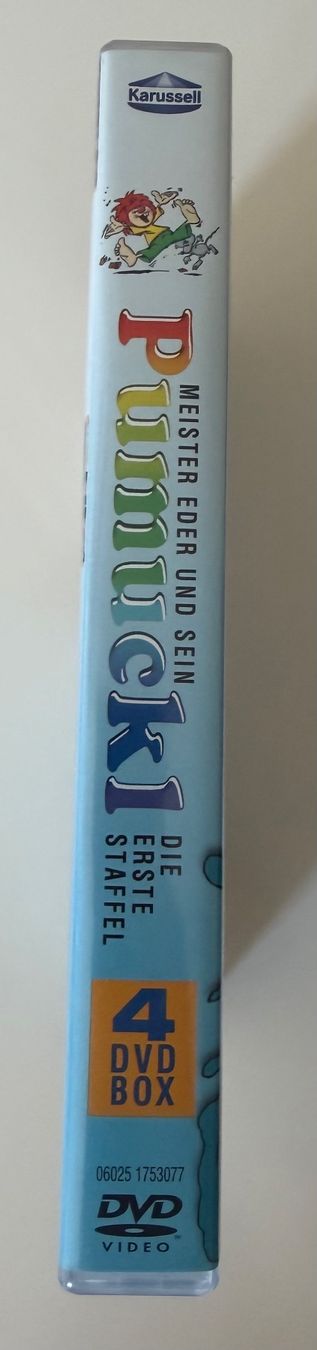 Karussell
MEISTER EDER UND SEIN
Pumuckl
DIE
ERSTE
STAFFEL
4
DVD
BOX
06025 1753077
DVD
VIDEO